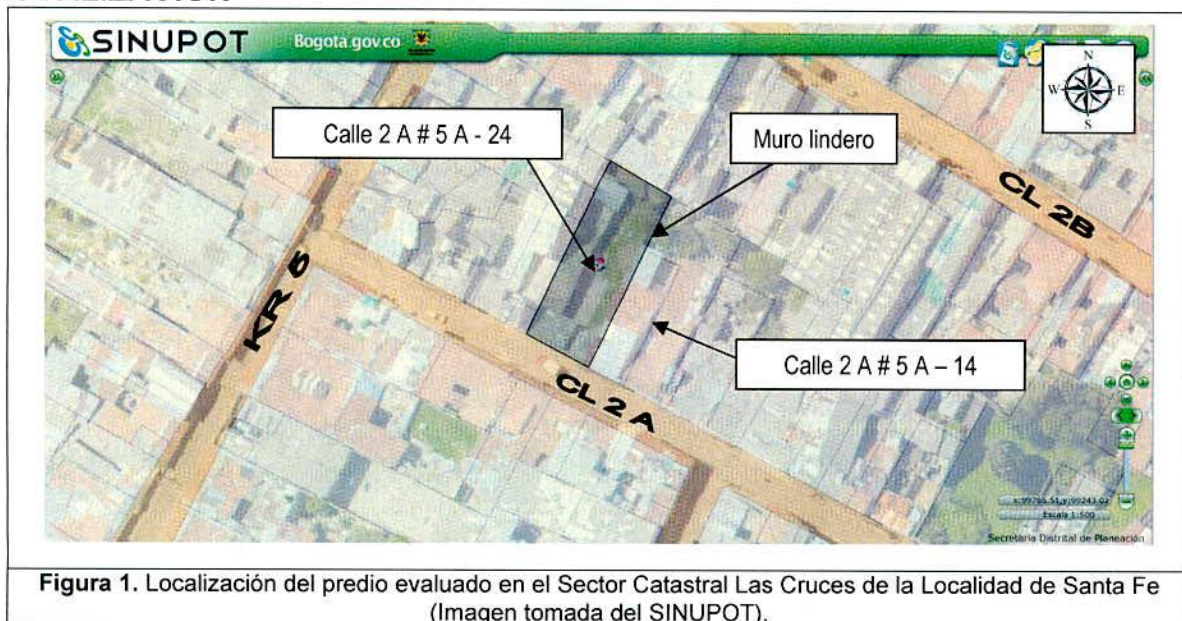 SINUPOT Bogota.gov.co
N
W E
S
Calle 2 A # 5 A - 24
Muro lindero
CL 2B
KR 6
Calle 2 A # 5 A – 14
CL 2 A
Escala 1:500
Secretaría Distrital de Planeación
Figura 1. Localización del predio evaluado en el Sector Catastral Las Cruces de la Localidad de Santa Fe
(Imagen tomada del SINUPOT).